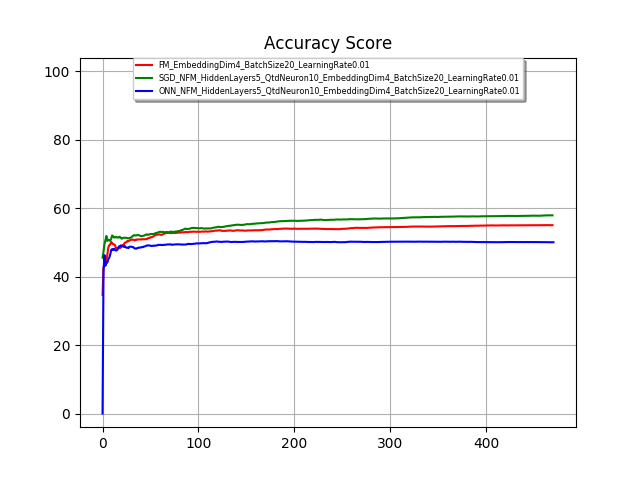 Accuracy Score
FM_EmbeddingDim4_BatchSize20_LearningRate0.01
SGD_NFM_HiddenLayers5_QtdNeuron10_EmbeddingDim4_BatchSize20_LearningRate0.01
ONN_NFM_HiddenLayers5_QtdNeuron10_EmbeddingDim4_BatchSize20_LearningRate0.01
100
80
60
40
20
0
0 100 200 300 400